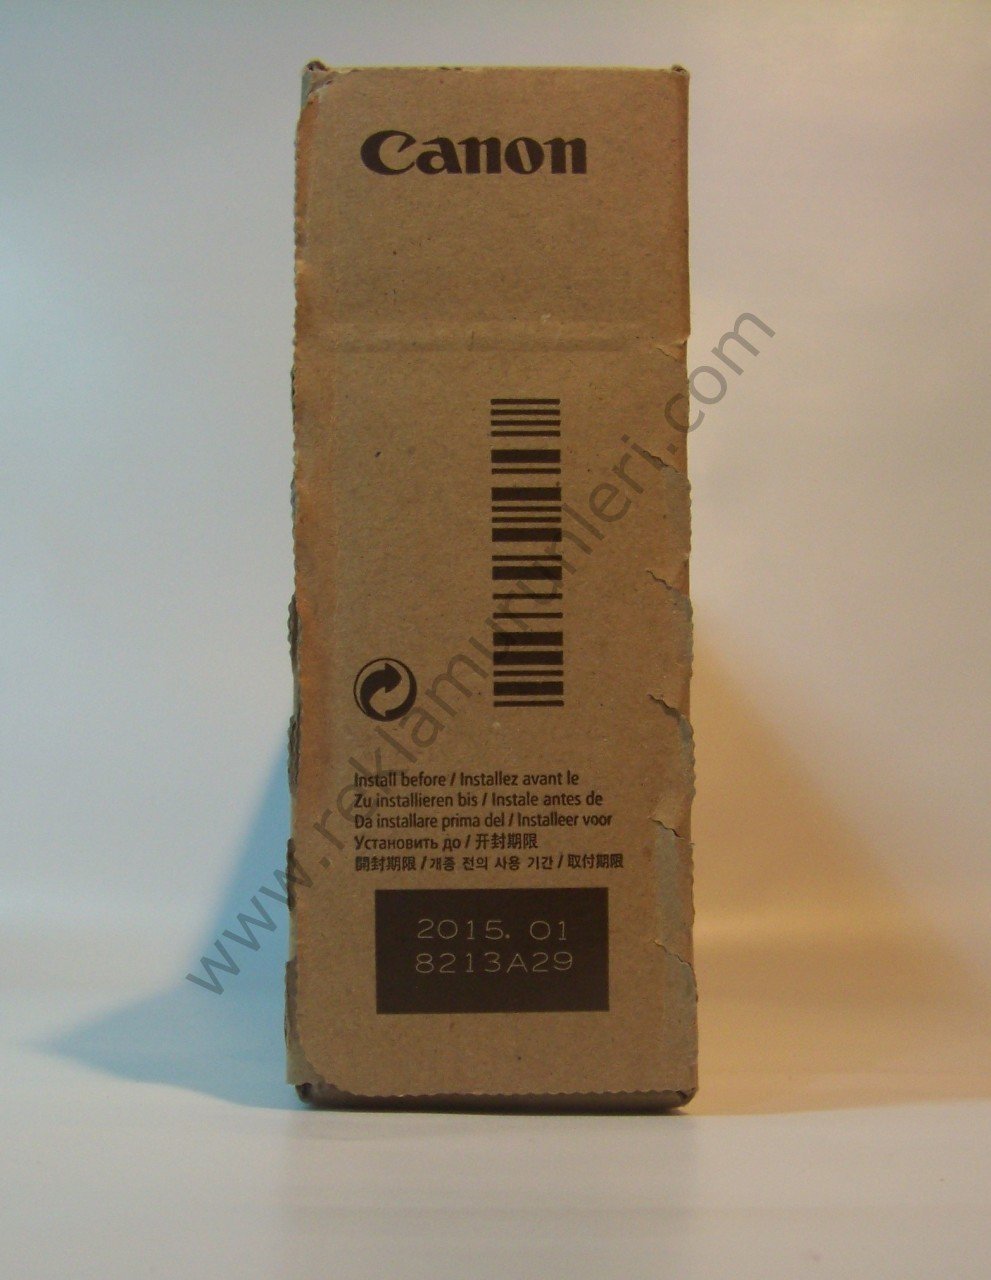 Canon
Install before / Installez avant le
Zu installieren bis / Instale antes de
Da installare prima del / Installeer voor
Установить до / 开封期限
開封期限 / 개봉 전의 사용 기간 / 取付期限
2015. 01
8213A29
www.reklamurunleri.com